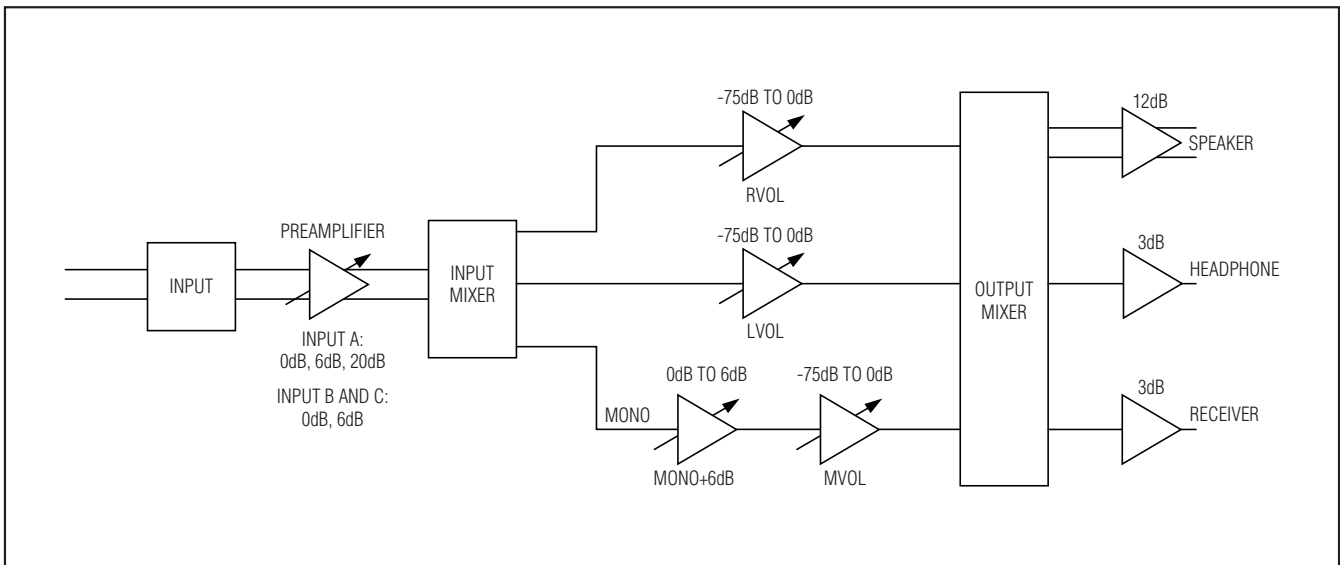 -75dB TO 0dB
RVOL
12dB
SPEAKER
PREAMPLIFIER
INPUT
INPUT A:
0dB, 6dB, 20dB
INPUT B AND C:
0dB, 6dB
INPUT
MIXER
-75dB TO 0dB
LVOL
OUTPUT
MIXER
3dB
HEADPHONE
MONO
0dB TO 6dB
MONO+6dB
-75dB TO 0dB
MVOL
3dB
RECEIVER